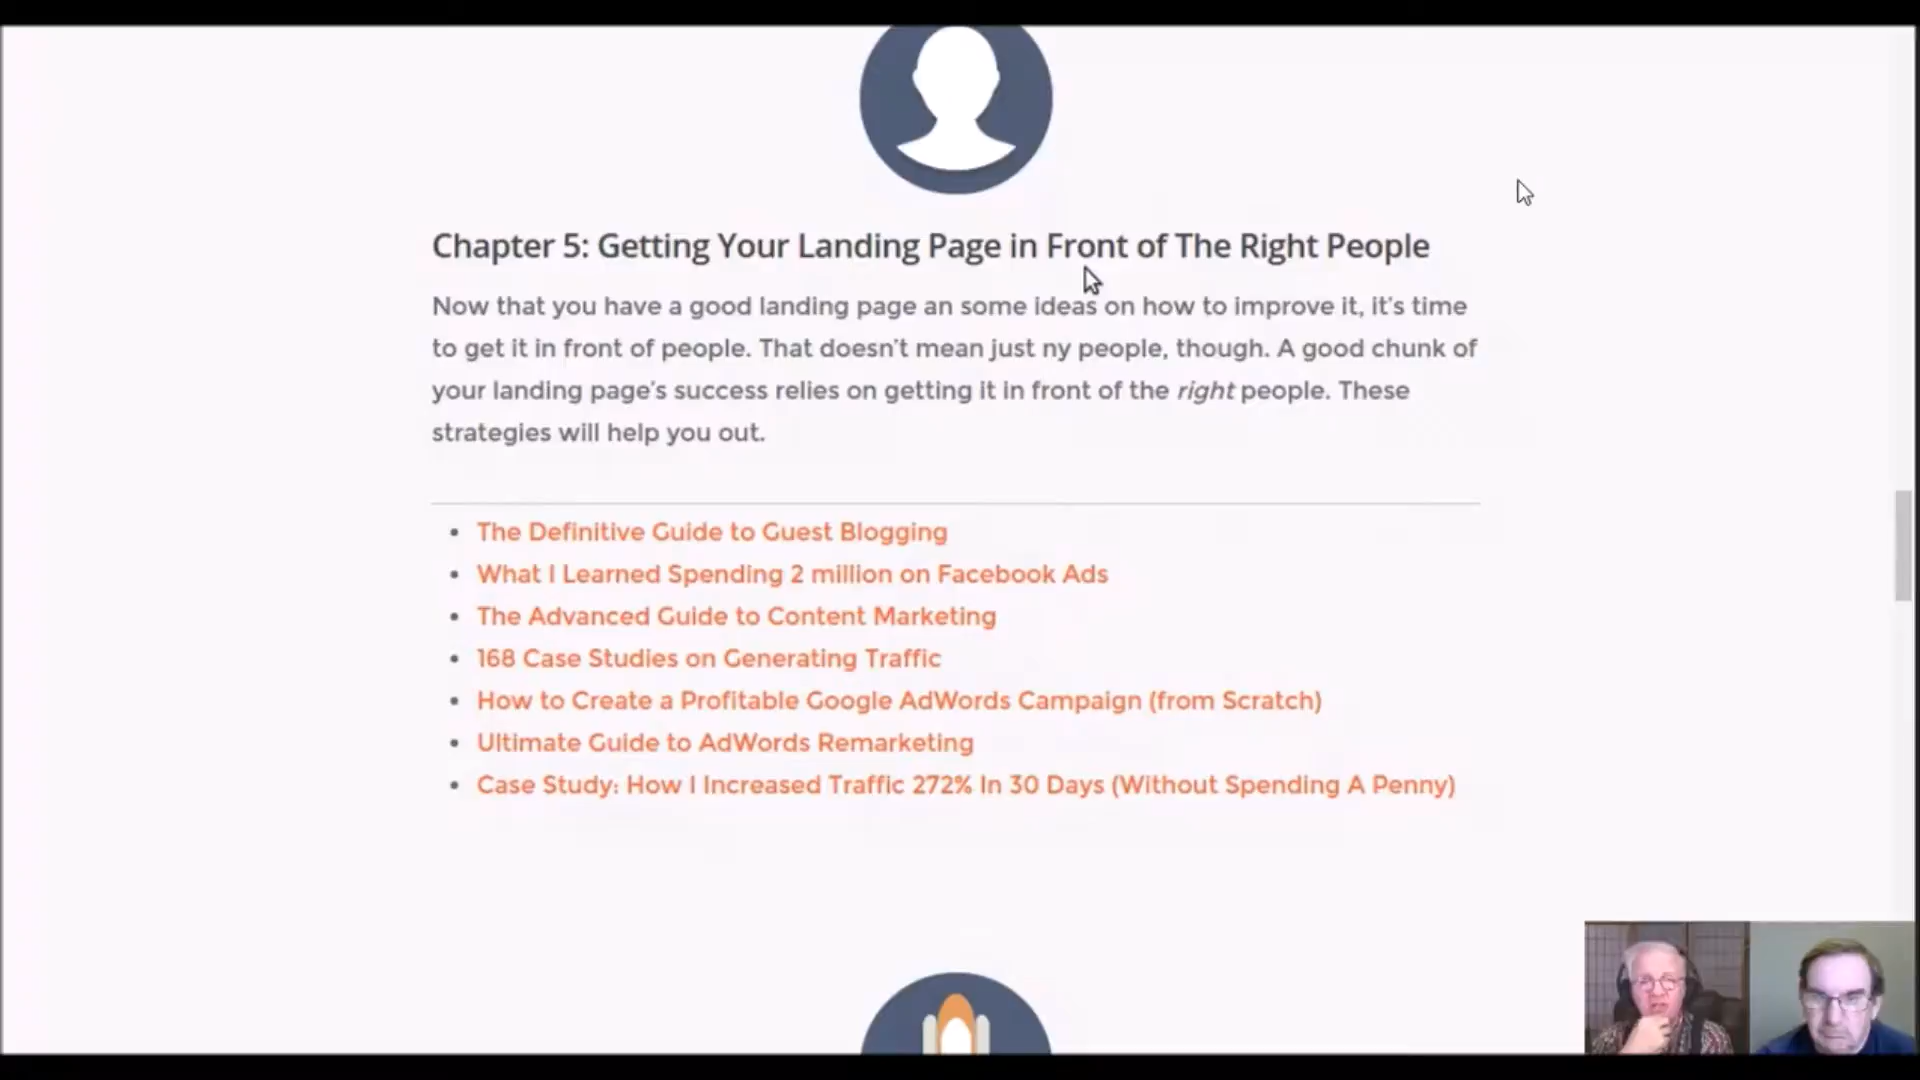 Chapter 5: Getting Your Landing Page in Front of The Right People
Now that you have a good landing page an some ideas on how to improve it, it's time
to get it in front of people. That doesn't mean just ny people, though. A good chunk of
your landing page's success relies on getting it in front of the right people. These
strategies will help you out.
• The Definitive Guide to Guest Blogging
• What I Learned Spending 2 million on Facebook Ads
• The Advanced Guide to Content Marketing
• 168 Case Studies on Generating Traffic
• How to Create a Profitable Google AdWords Campaign (from Scratch)
• Ultimate Guide to AdWords Remarketing
• Case Study: How I Increased Traffic 272% In 30 Days (Without Spending A Penny)